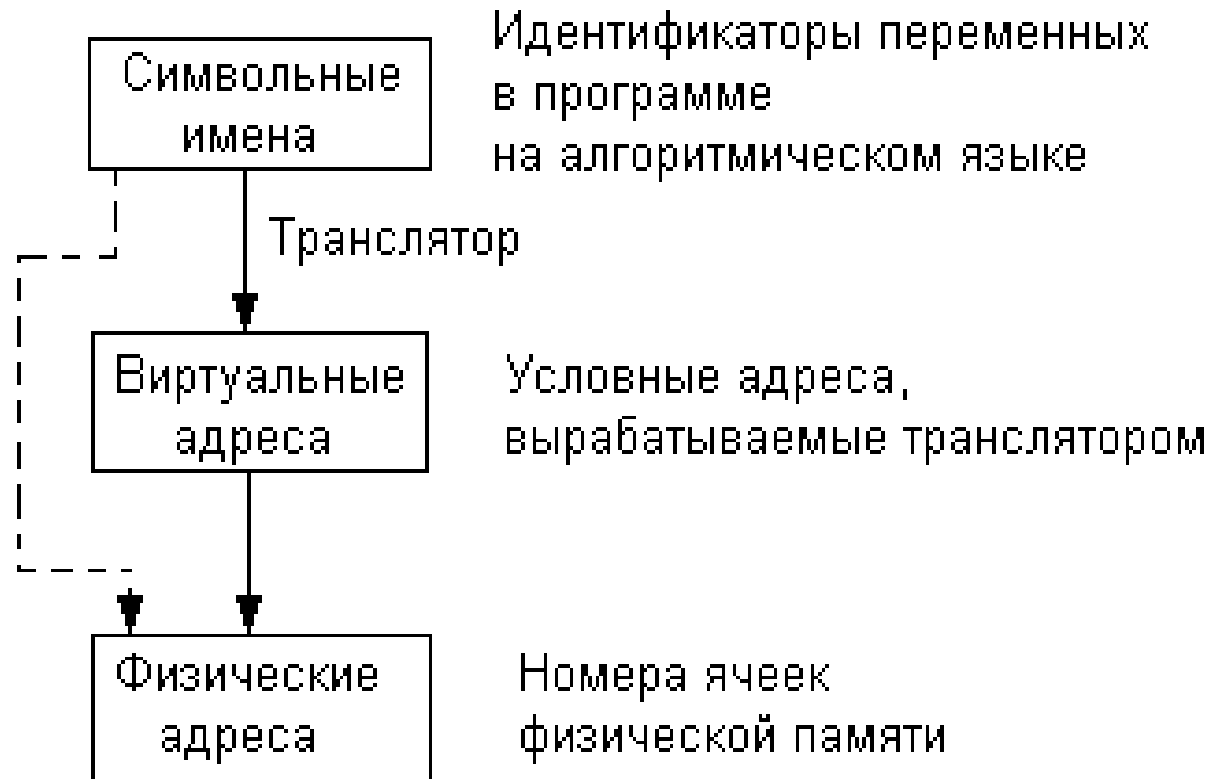 Символьные
имена
Идентификаторы переменных
в программе
на алгоритмическом языке
Транслятор
Виртуальные
адреса
Условные адреса,
вырабатываемые транслятором
Физические
адреса
Номера ячеек
физической памяти